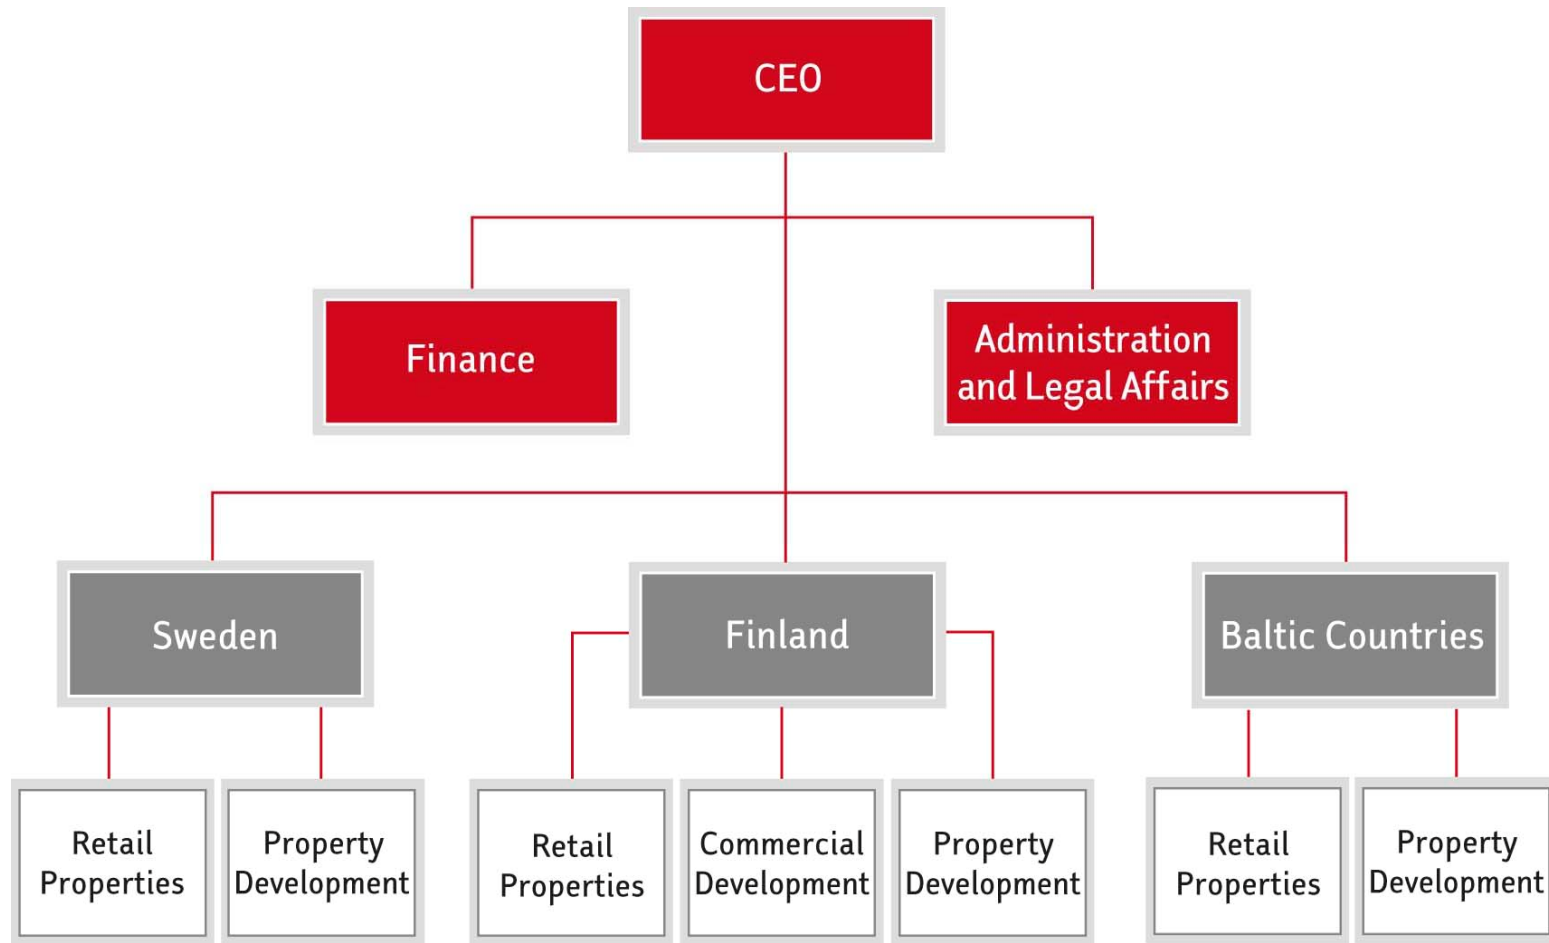 CEO
Finance
Administration
and Legal Affairs
Sweden
Finland
Baltic Countries
Retail
Properties
Property
Development
Retail
Properties
Commercial
Development
Property
Development
Retail
Properties
Property
Development